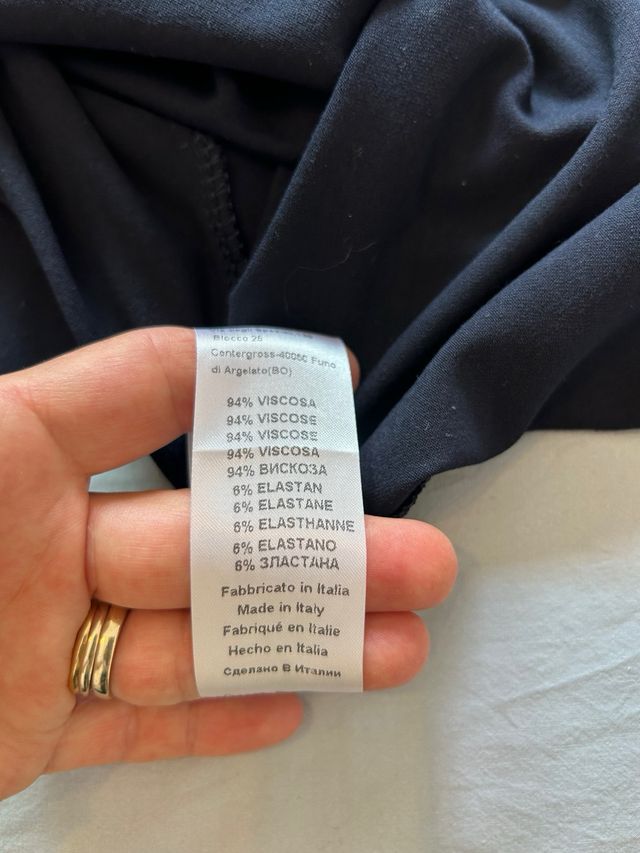 Blocco 25
Centergross-40050 Funo
di Argelato(BO)
94% VISCOSA
94% VISCOSE
94% VISCOSE
94% VISCOSA
94% ВИСКОЗА
6% ELASTAN
6% ELASTANE
6% ELASTHANNE
6% ELASTANO
6% ЗЛАСТАНА
Fabbricato in Italia
Made in Italy
Fabriqué en Italie
Hecho en Italia
Сделано В Италии